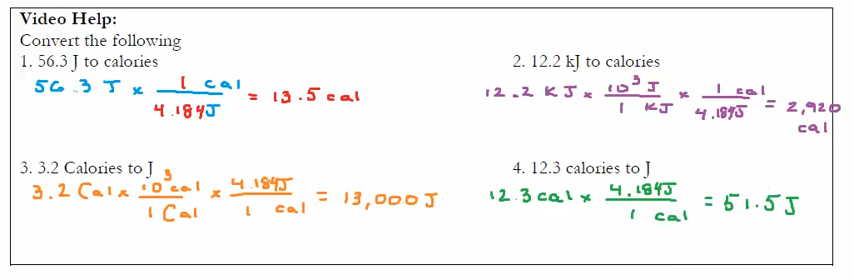 Video Help:
Convert the following
1. 56.3 J to calories
56.3 J × 1 cal / 4.184J = 13.5 cal
2. 12.2 kJ to calories
12.2 KJ × 10³ J / 1 KJ × 1 cal / 4.184J = 2,920 cal
3. 3.2 Calories to J
3.2 Cal × 10³ cal / 1 Cal × 4.184J / 1 cal = 13,000 J
4. 12.3 calories to J
12.3 cal × 4.184J / 1 cal = 51.5 J